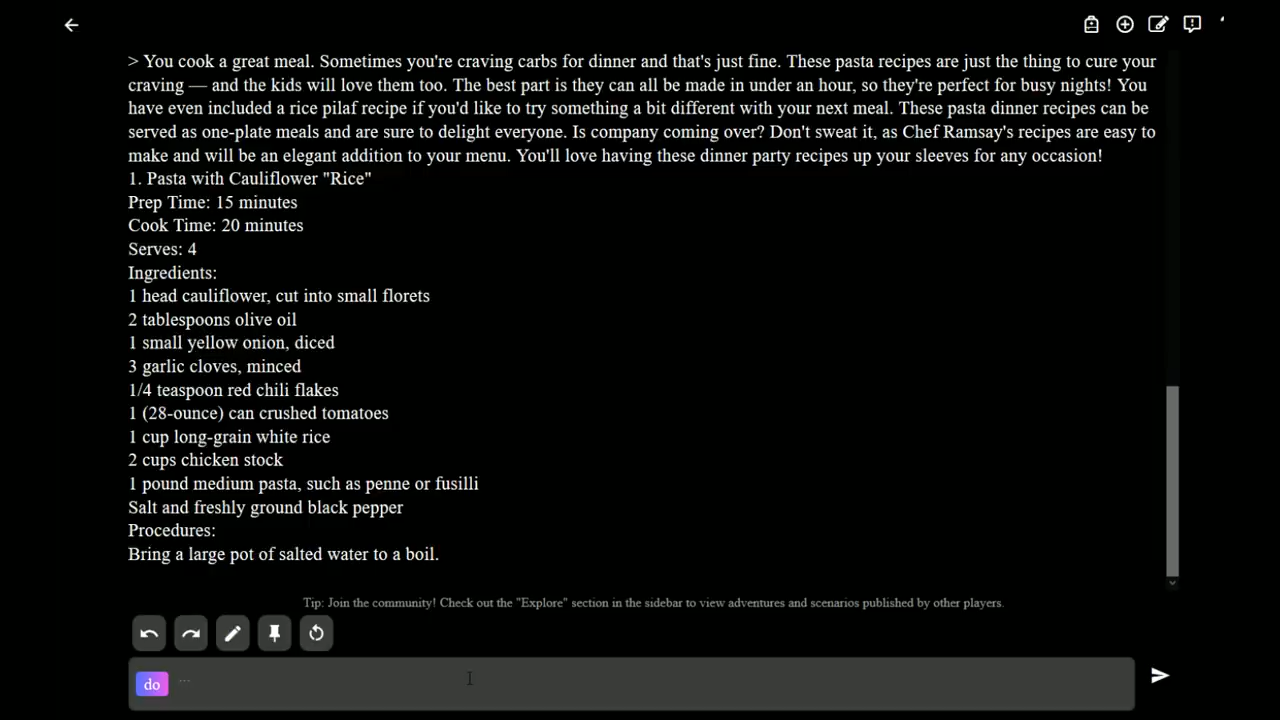 > You cook a great meal. Sometimes you're craving carbs for dinner and that's just fine. These pasta recipes are just the thing to cure your
craving — and the kids will love them too. The best part is they can all be made in under an hour, so they're perfect for busy nights! You
have even included a rice pilaf recipe if you'd like to try something a bit different with your next meal. These pasta dinner recipes can be
served as one-plate meals and are sure to delight everyone. Is company coming over? Don't sweat it, as Chef Ramsay's recipes are easy to
make and will be an elegant addition to your menu. You'll love having these dinner party recipes up your sleeves for any occasion!
1. Pasta with Cauliflower "Rice"
Prep Time: 15 minutes
Cook Time: 20 minutes
Serves: 4
Ingredients:
1 head cauliflower, cut into small florets
2 tablespoons olive oil
1 small yellow onion, diced
3 garlic cloves, minced
1/4 teaspoon red chili flakes
1 (28-ounce) can crushed tomatoes
1 cup long-grain white rice
2 cups chicken stock
1 pound medium pasta, such as penne or fusilli
Salt and freshly ground black pepper
Procedures:
Bring a large pot of salted water to a boil.
Tip: Join the community! Check out the "Explore" section in the sidebar to view adventures and scenarios published by other players.
do ...